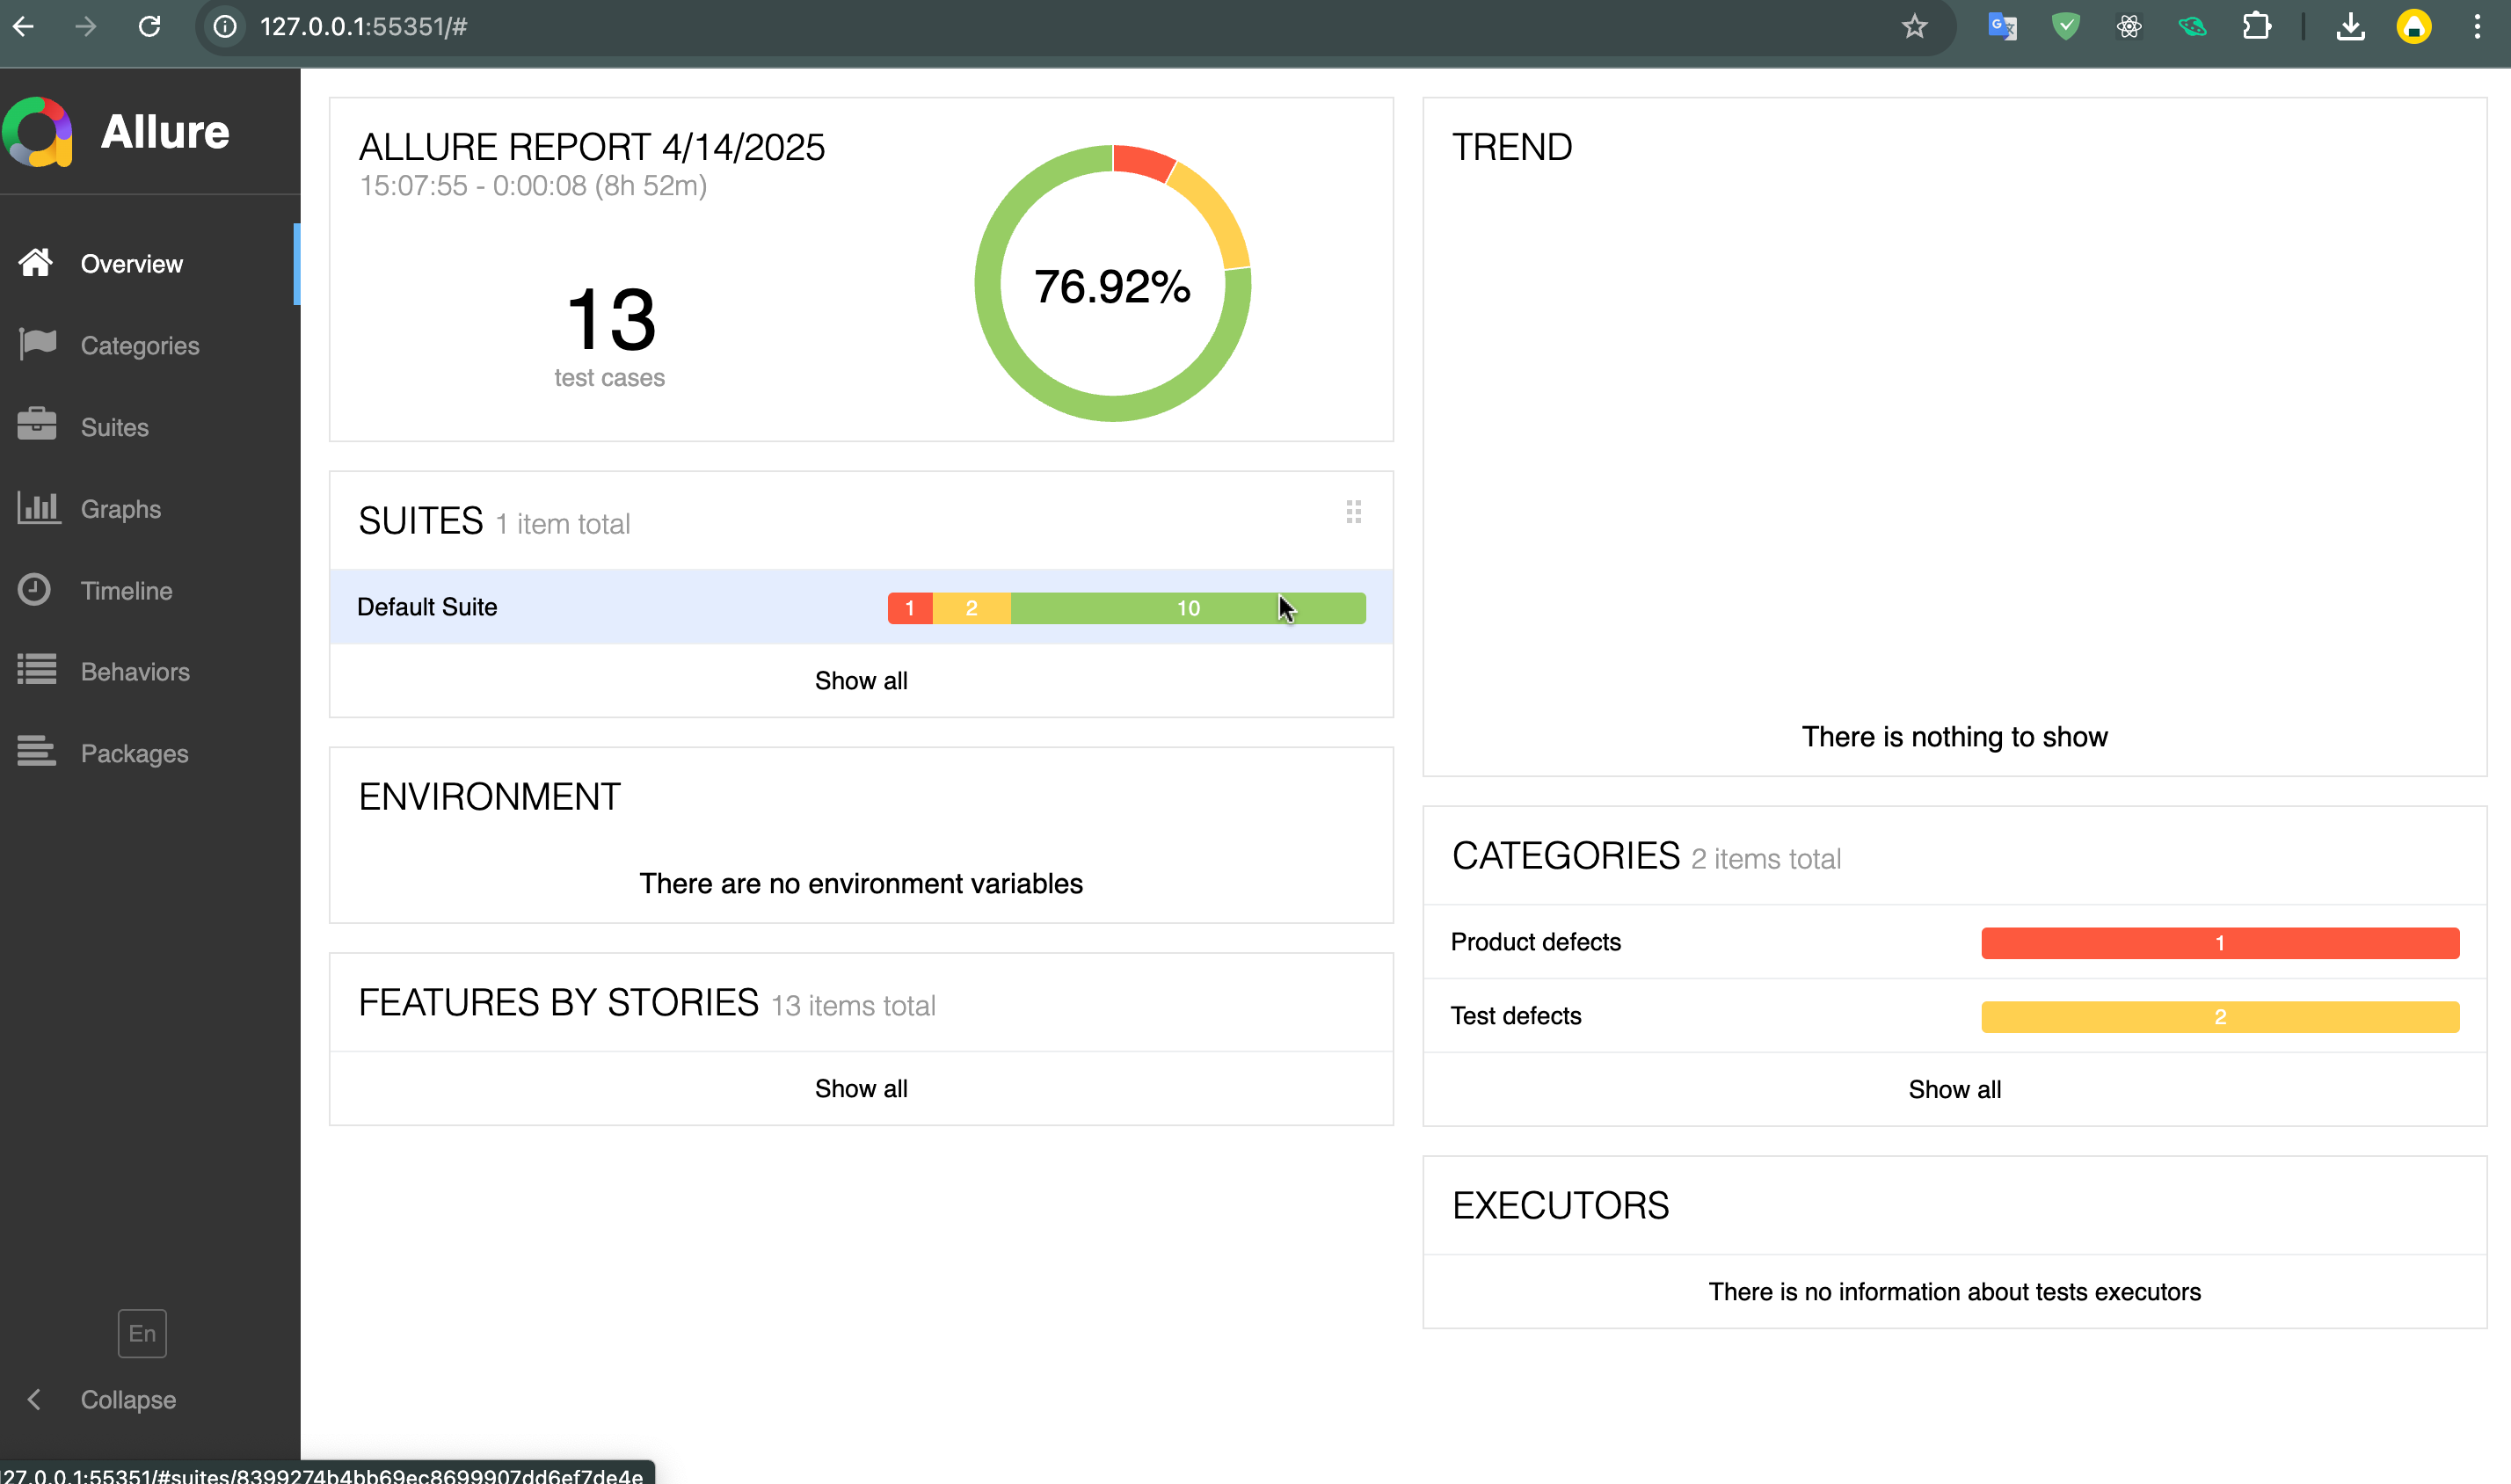 127.0.0.1:55351/#
Allure
Overview
Categories
Suites
Graphs
Timeline
Behaviors
Packages
En
Collapse
ALLURE REPORT 4/14/2025
15:07:55 - 0:00:08 (8h 52m)
13
test cases
76.92%
SUITES 1 item total
Default Suite 1 2 10
Show all
ENVIRONMENT
There are no environment variables
FEATURES BY STORIES 13 items total
Show all
TREND
There is nothing to show
CATEGORIES 2 items total
Product defects 1
Test defects 2
Show all
EXECUTORS
There is no information about tests executors
27.0.0.1:55351/#suites/8399274b4bb69ec8699907dd6ef7de4e